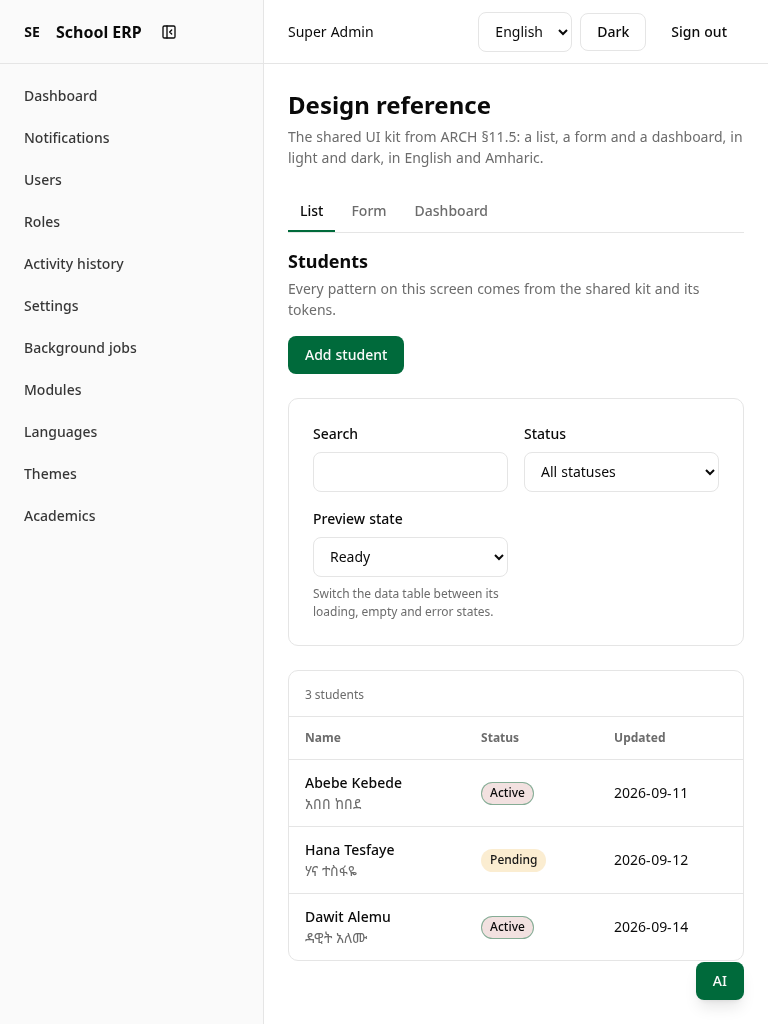 SE School ERP
Super Admin
English
Dark
Sign out
Dashboard
Notifications
Users
Roles
Activity history
Settings
Background jobs
Modules
Languages
Themes
Academics
Design reference
The shared UI kit from ARCH §11.5: a list, a form and a dashboard, in
light and dark, in English and Amharic.
List Form Dashboard
Students
Every pattern on this screen comes from the shared kit and its
tokens.
Add student
Search Status
All statuses
Preview state
Ready
Switch the data table between its
loading, empty and error states.
3 students
Name Status Updated
Abebe Kebede
አበበ ከበደ
Active 2026-09-11
Hana Tesfaye
ሃና ተስፋዬ
Pending 2026-09-12
Dawit Alemu
ዳዊት አለሙ
Active 2026-09-14
AI